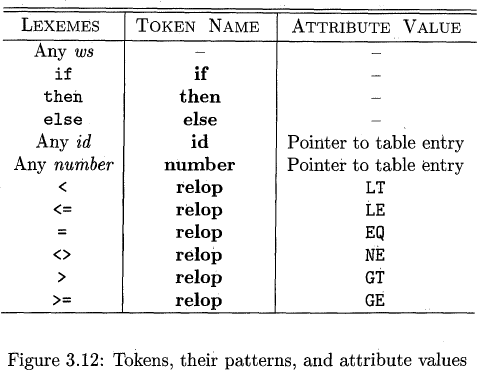 LEXEMES TOKEN NAME ATTRIBUTE VALUE
Any ws – –
if if –
then then –
else else –
Any id id Pointer to table entry
Any number number Pointer to table entry
< relop LT
<= relop LE
= relop EQ
<> relop NE
> relop GT
>= relop GE
Figure 3.12: Tokens, their patterns, and attribute values